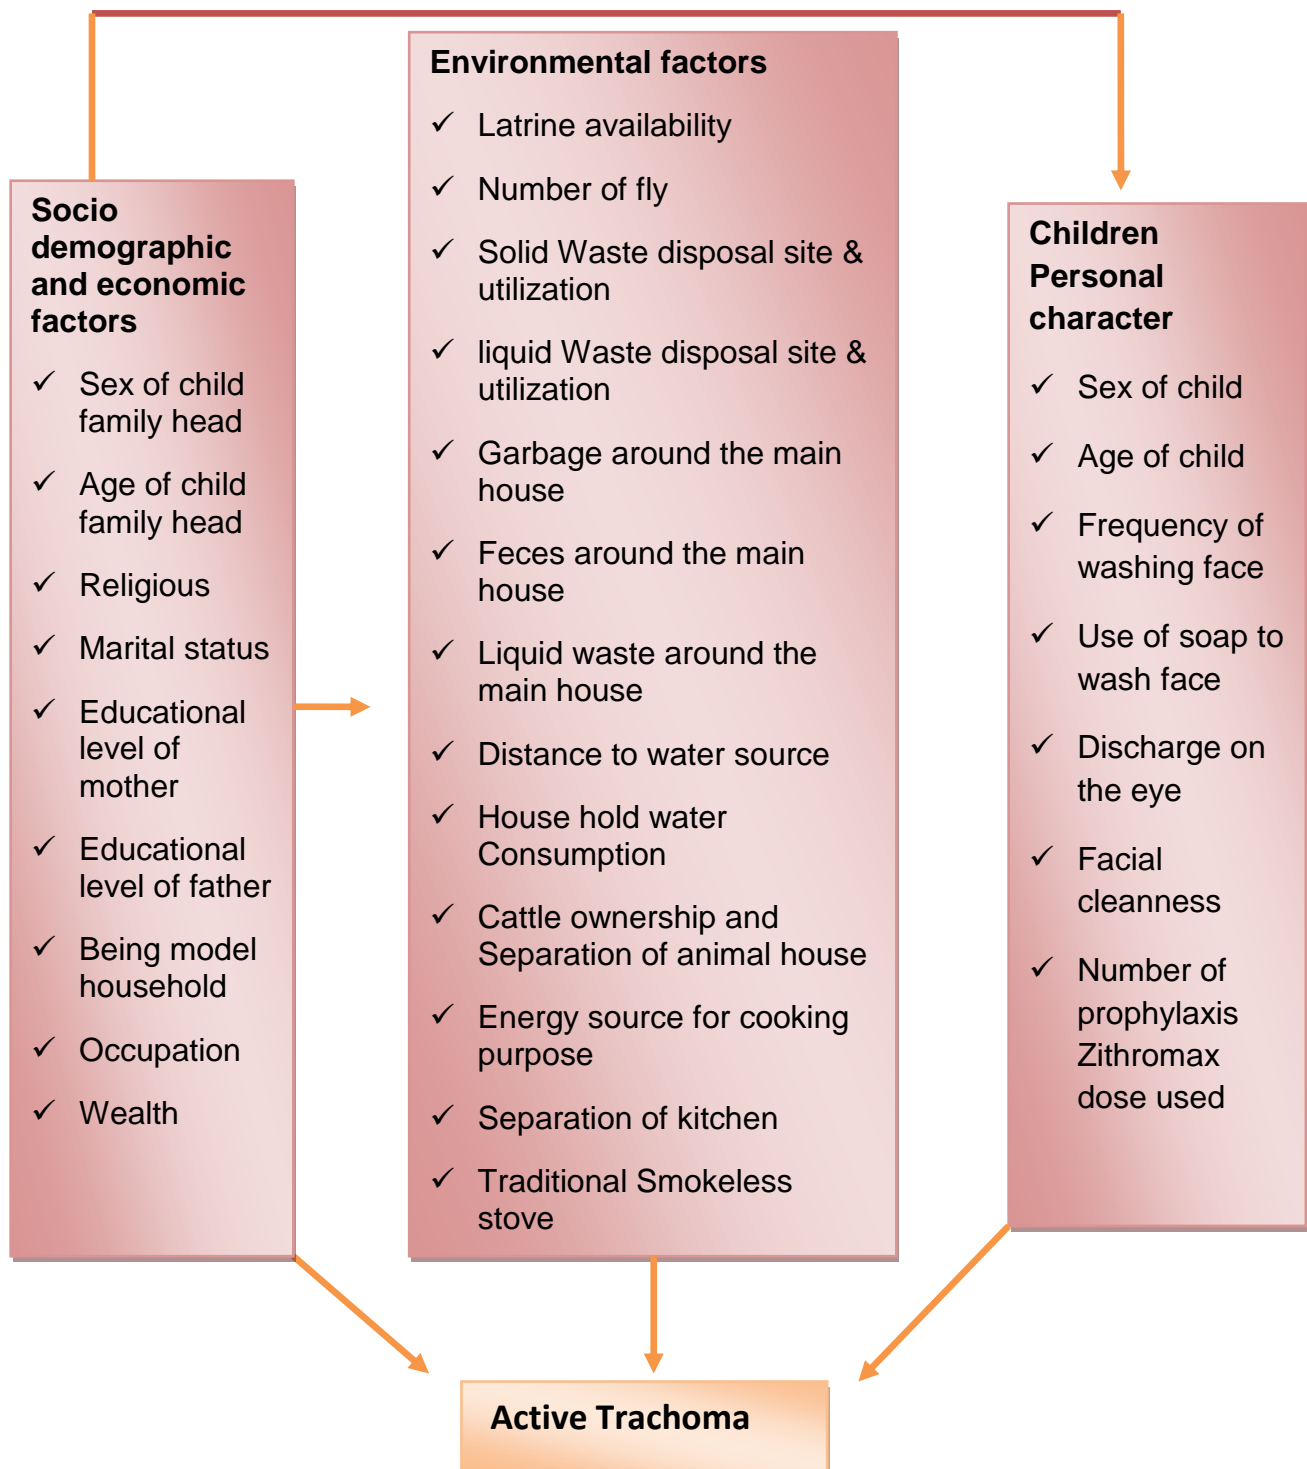 Environmental factors
✓ Latrine availability
✓ Number of fly
✓ Solid Waste disposal site &
utilization
✓ liquid Waste disposal site &
utilization
✓ Garbage around the main
house
✓ Feces around the main
house
✓ Liquid waste around the
main house
✓ Distance to water source
✓ House hold water
Consumption
✓ Cattle ownership and
Separation of animal house
✓ Energy source for cooking
purpose
✓ Separation of kitchen
✓ Traditional Smokeless
stove
Socio
demographic
and economic
factors
✓ Sex of child
family head
✓ Age of child
family head
✓ Religious
✓ Marital status
✓ Educational
level of
mother
✓ Educational
level of father
✓ Being model
household
✓ Occupation
✓ Wealth
Children
Personal
character
✓ Sex of child
✓ Age of child
✓ Frequency of
washing face
✓ Use of soap to
wash face
✓ Discharge on
the eye
✓ Facial
cleanness
✓ Number of
prophylaxis
Zithromax
dose used
Active Trachoma